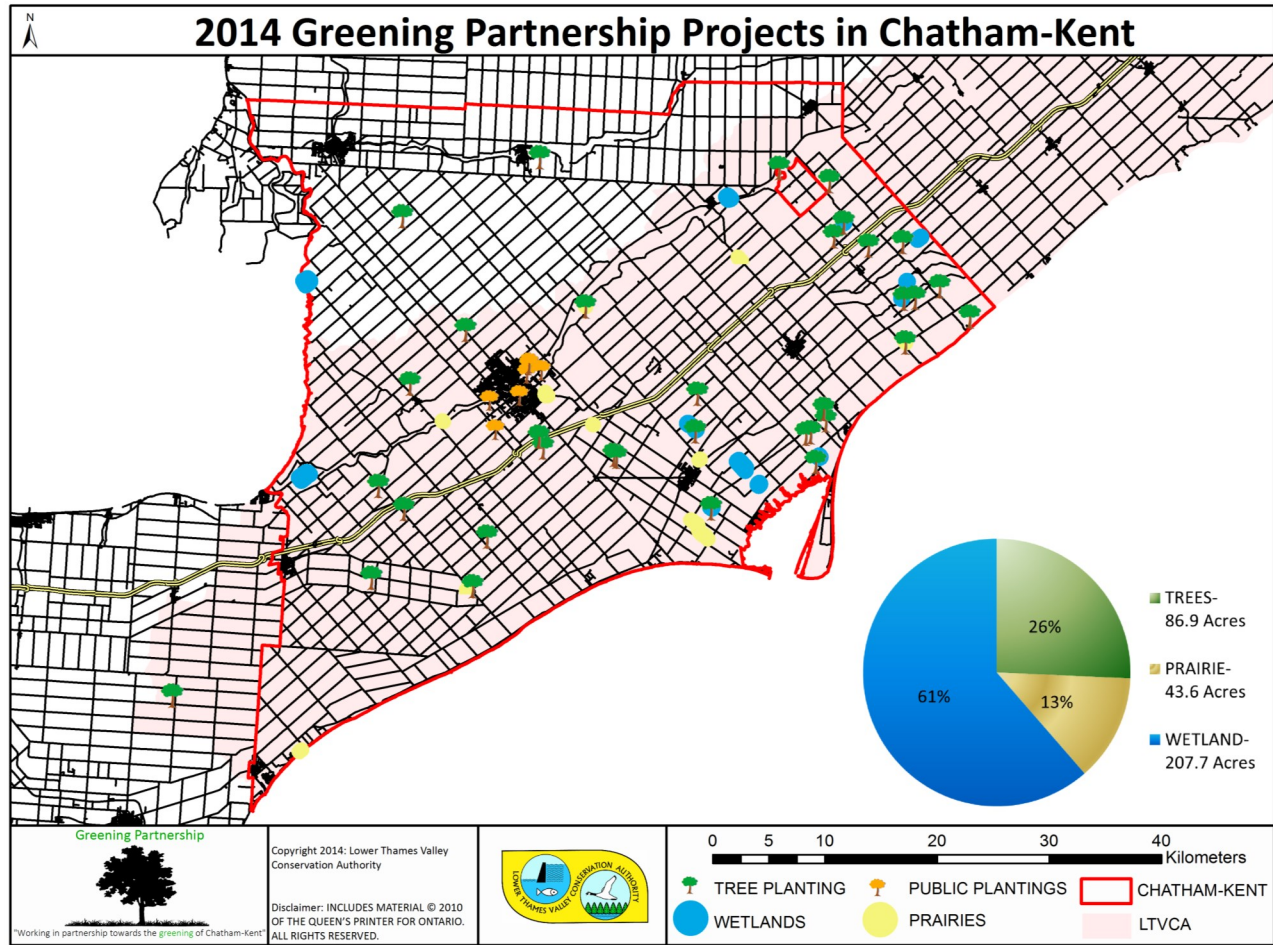 N
2014 Greening Partnership Projects in Chatham-Kent
26%
61%
13%
TREES-
86.9 Acres
PRAIRIE-
43.6 Acres
WETLAND-
207.7 Acres
Greening Partnership
"Working in partnership towards the greening of Chatham-Kent"
Copyright 2014: Lower Thames Valley
Conservation Authority
Disclaimer: INCLUDES MATERIAL © 2010
OF THE QUEEN'S PRINTER FOR ONTARIO.
ALL RIGHTS RESERVED.
LOWER THAMES VALLEY CONSERVATION AUTHORITY
0 5 10 20 30 40
Kilometers
TREE PLANTING
PUBLIC PLANTINGS
CHATHAM-KENT
WETLANDS
PRAIRIES
LTVCA